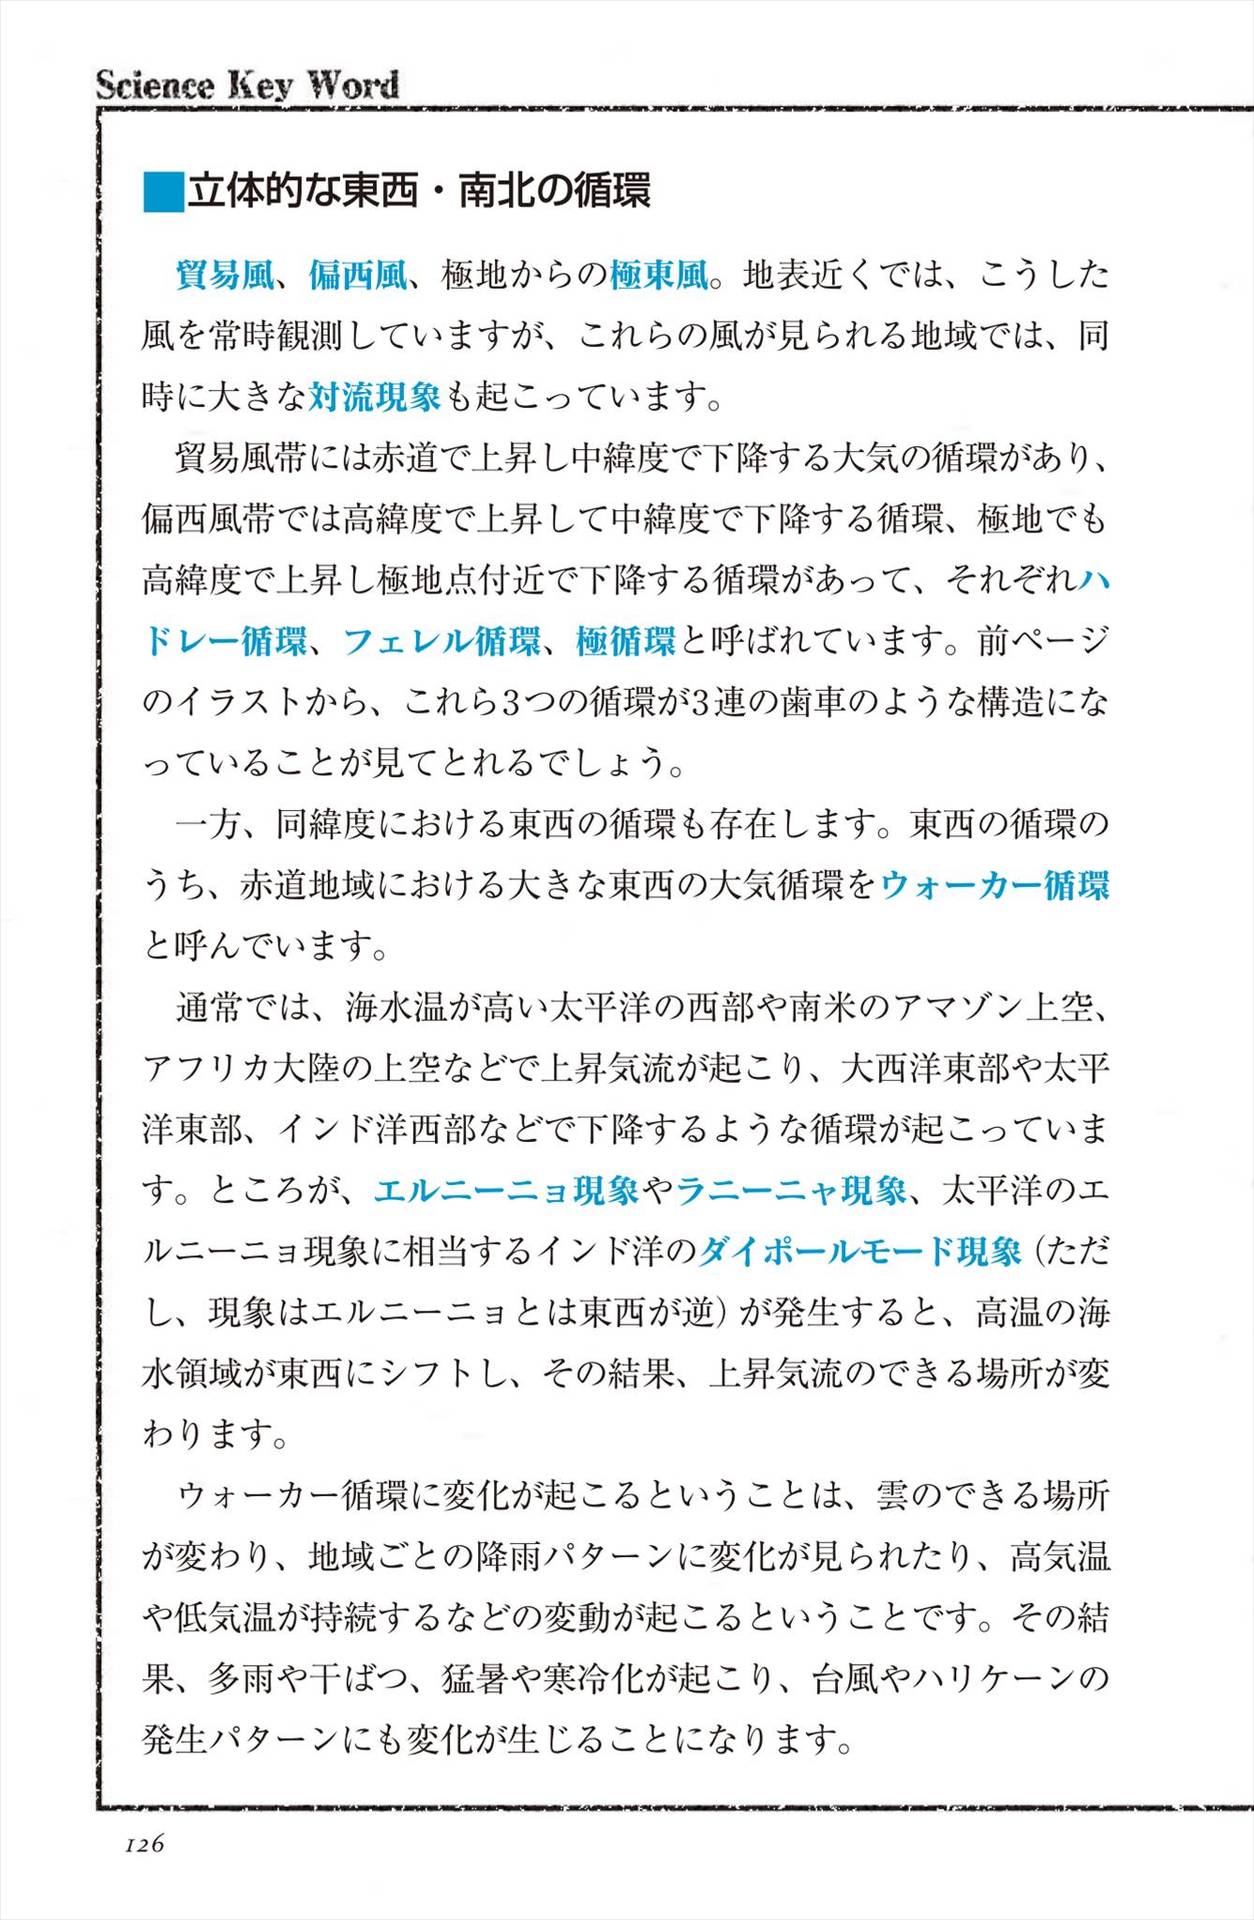 Science Key Word
■立体的な東西・南北の循環
貿易風、偏西風、極地からの極東風。地表近くでは、こうした
風を常時観測していますが、これらの風が見られる地域では、同
時に大きな対流現象も起こっています。
貿易風帯には赤道で上昇し中緯度で下降する大気の循環があり、
偏西風帯では高緯度で上昇して中緯度で下降する循環、極地でも
高緯度で上昇し極地点付近で下降する循環があって、それぞれハ
ドレー循環、フェレル循環、極循環と呼ばれています。前ページ
のイラストから、これら3つの循環が3連の歯車のような構造にな
っていることが見てとれるでしょう。
一方、同緯度における東西の循環も存在します。東西の循環の
うち、赤道地域における大きな東西の大気循環をウォーカー循環
と呼んでいます。
通常では、海水温が高い太平洋の西部や南米のアマゾン上空、
アフリカ大陸の上空などで上昇気流が起こり、大西洋東部や太平
洋東部、インド洋西部などで下降するような循環が起こっていま
す。ところが、エルニーニョ現象やラニーニャ現象、太平洋のエ
ルニーニョ現象に相当するインド洋のダイポールモード現象（ただ
し、現象はエルニーニョとは東西が逆）が発生すると、高温の海
水領域が東西にシフトし、その結果、上昇気流のできる場所が変
わります。
ウォーカー循環に変化が起こるということは、雲のできる場所
が変わり、地域ごとの降雨パターンに変化が見られたり、高気温
や低気温が持続するなどの変動が起こるということです。その結
果、多雨や干ばつ、猛暑や寒冷化が起こり、台風やハリケーンの
発生パターンにも変化が生じることになります。
126